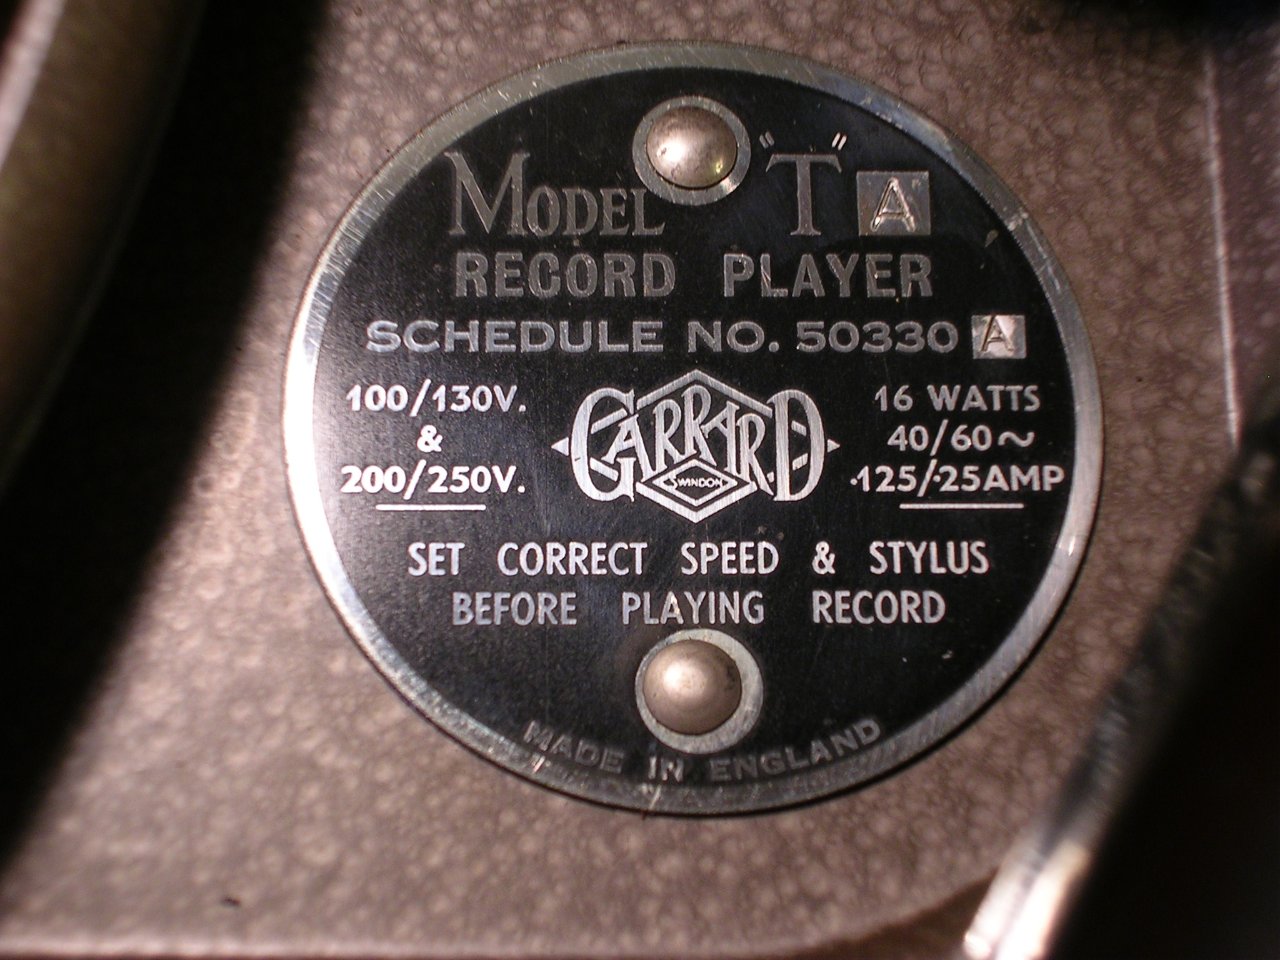 MODEL "T" A
RECORD PLAYER
SCHEDULE NO. 50330 A
100/130V.
&
200/250V.
GARRARD
SWINDON
16 WATTS
40/60~
.125/.25AMP
SET CORRECT SPEED & STYLUS
BEFORE PLAYING RECORD
MADE IN ENGLAND